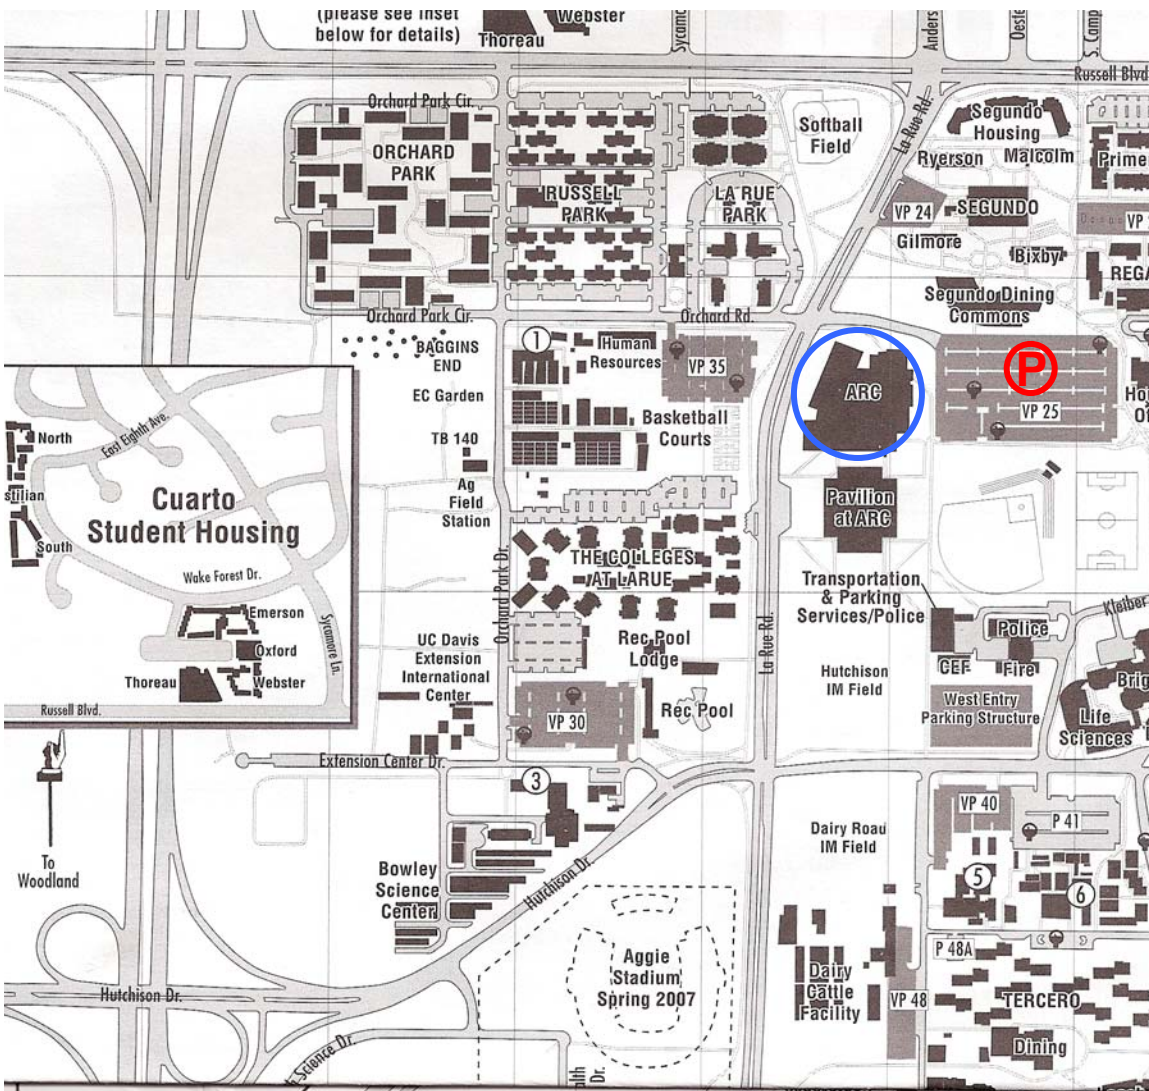 (please see inset
below for details)
Thoreau
Webster
Russell Blvd.
Orchard Park Cir.
ORCHARD
PARK
RUSSELL
PARK
LA RUE
PARK
Softball
Field
La Rue Rd.
Segundo
Housing
Ryerson
Malcolm
VP 24
SEGUNDO
Gilmore
Bixby
Segundo Dining
Commons
Orchard Park Cir.
Orchard Rd.
BAGGINS
END
1
Human
Resources
VP 35
ARC
P
VP 25
EC Garden
Basketball
Courts
TB 140
Ag
Field
Station
Pavilion
at ARC
North
East Eighth Ave.
Cuarto
Student Housing
South
Wake Forest Dr.
Emerson
Oxford
Thoreau
Webster
Sycamore Ln.
Russell Blvd.
Orchard Park Dr.
THE COLLEGES
AT LARUE
Transportation
& Parking
Services/Police
Kleiber
Police
CEF
Fire
UC Davis
Extension
International
Center
Rec Pool
Lodge
La Rue Rd.
Hutchison
IM Field
West Entry
Parking Structure
Life
Sciences
VP 30
Rec Pool
Extension Center Dr.
3
To
Woodland
Bowley
Science
Center
Hutchison Dr.
Dairy Road
IM Field
VP 40
P 41
5
6
Aggie
Stadium
Spring 2007
P 48A
Dairy
Cattle
Facility
VP 48
TERCERO
Dining
Hutchison Dr.
Science Dr.
Dr.